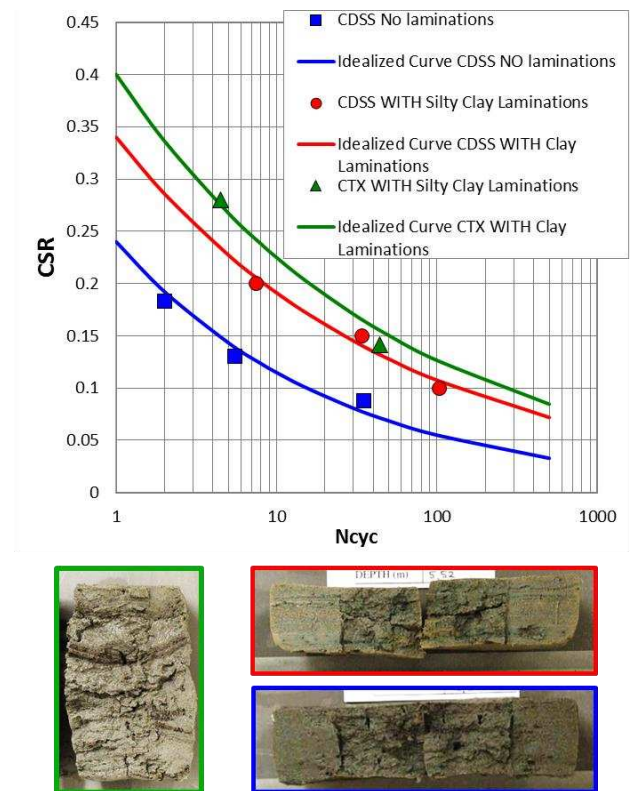 0.45
0.4
0.35
0.3
0.25
0.2
0.15
0.1
0.05
0
CSR
1
10
100
1000
Ncyc
CDSS No laminations
Idealized Curve CDSS NO laminations
CDSS WITH Silty Clay Laminations
Idealized Curve CDSS WITH Clay
Laminations
CTX WITH Silty Clay Laminations
Idealized Curve CTX WITH Clay
Laminations
DEPTH (m) 5.52